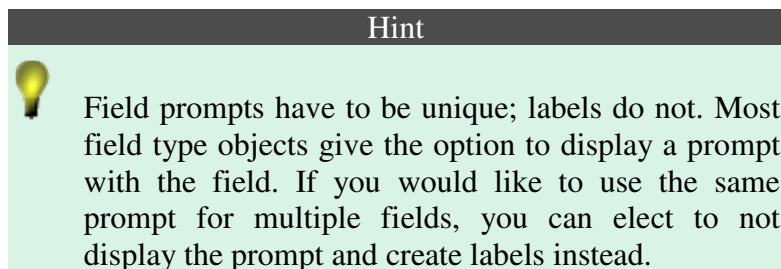 Hint
Field prompts have to be unique; labels do not. Most
field type objects give the option to display a prompt
with the field. If you would like to use the same
prompt for multiple fields, you can elect to not
display the prompt and create labels instead.